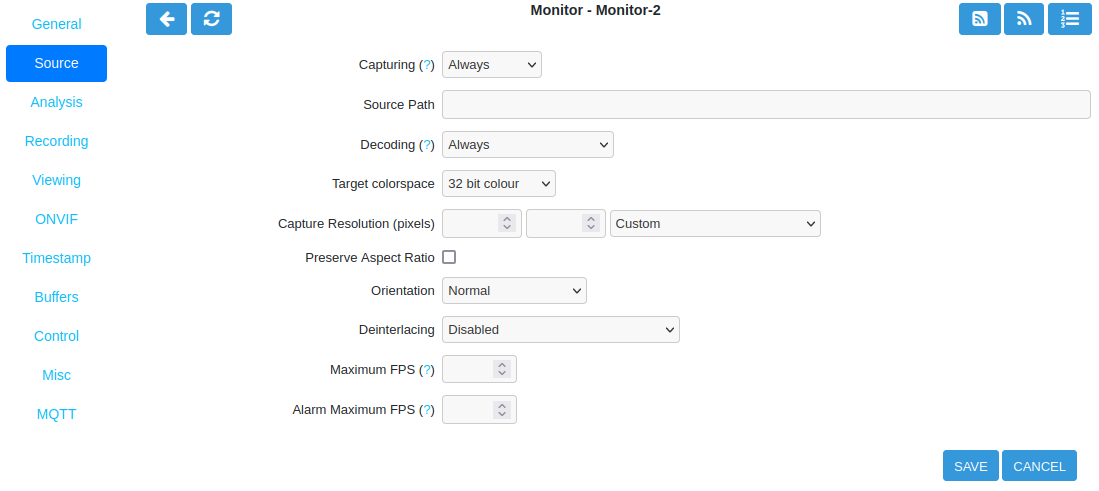 Monitor - Monitor-2
General
Source
Analysis
Recording
Viewing
ONVIF
Timestamp
Buffers
Control
Misc
MQTT
Capturing (?) Always
Source Path
Decoding (?) Always
Target colorspace 32 bit colour
Capture Resolution (pixels) Custom
Preserve Aspect Ratio
Orientation Normal
Deinterlacing Disabled
Maximum FPS (?)
Alarm Maximum FPS (?)
SAVE CANCEL